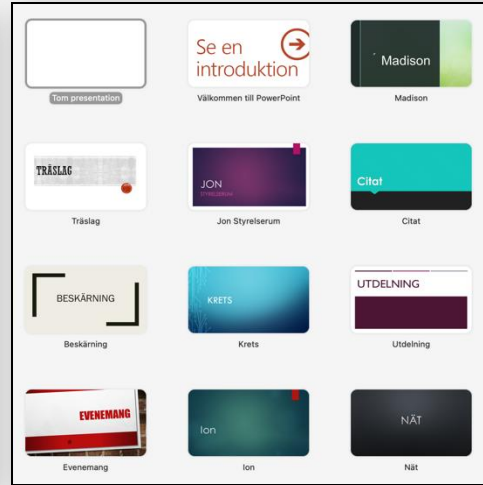 Tom presentation
Se en
introduktion
Välkommen till PowerPoint
Madison
Madison
TRÄSLAG
Träslag
JON
STYRELSERUM
Jon Styrelserum
Citat
Citat
BESKÄRNING
Beskärning
KRETS
Krets
UTDELNING
Utdelning
EVENEMANG
Evenemang
Ion
Ion
NÄT
Nät